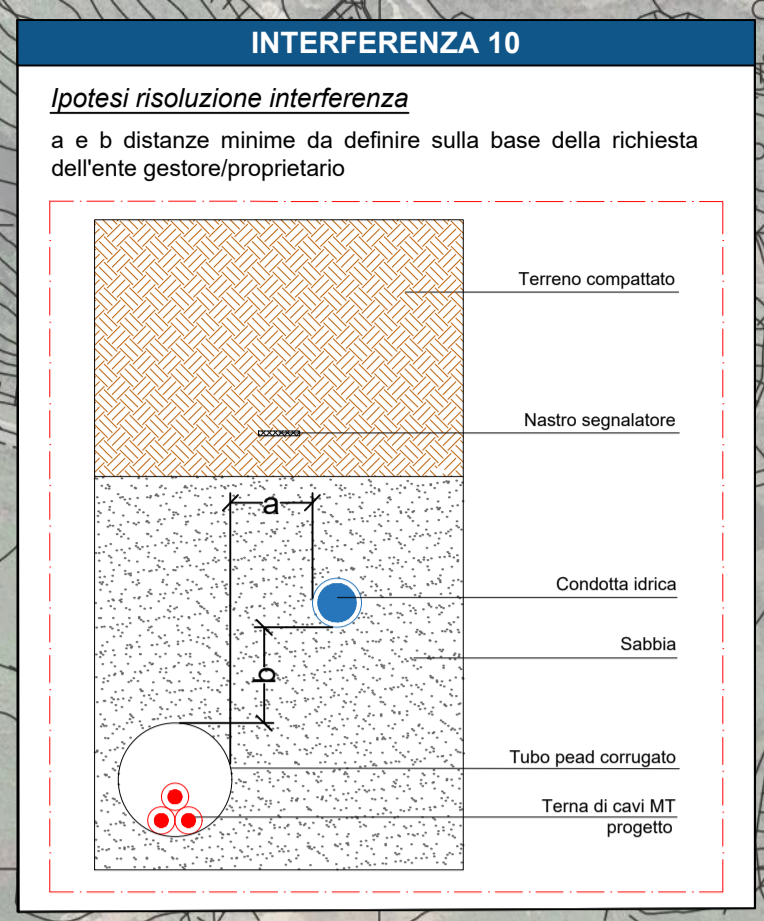 INTERFERENZA 10
Ipotesi risoluzione interferenza
a e b distanze minime da definire sulla base della richiesta
dell'ente gestore/proprietario
Terreno compattato
Nastro segnalatore
a
Condotta idrica
Sabbia
b
Tubo pead corrugato
Terna di cavi MT
progetto